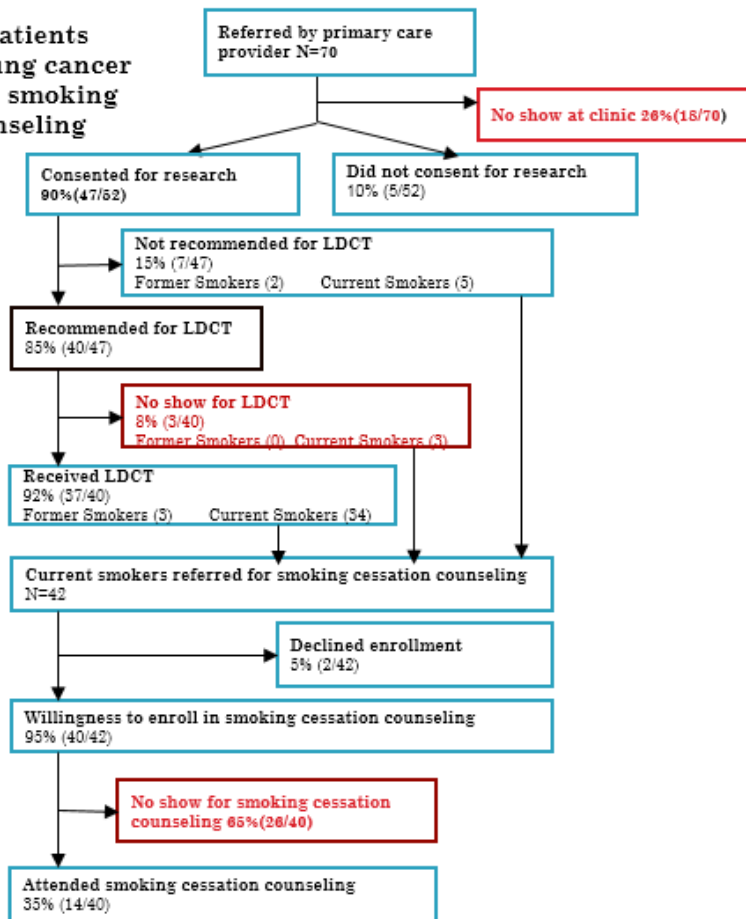 atients
ung cancer
smoking
nseling
Referred by primary care
provider N=70
No show at clinic 26%(18/70)
Consented for research
90%(47/52)
Did not consent for research
10% (5/52)
Not recommended for LDCT
15% (7/47)
Former Smokers (2) Current Smokers (5)
Recommended for LDCT
85% (40/47)
No show for LDCT
8% (3/40)
Former Smokers (0) Current Smokers (3)
Received LDCT
92% (37/40)
Former Smokers (3) Current Smokers (34)
Current smokers referred for smoking cessation counseling
N=42
Declined enrollment
5% (2/42)
Willingness to enroll in smoking cessation counseling
95% (40/42)
No show for smoking cessation
counseling 65%(26/40)
Attended smoking cessation counseling
35% (14/40)